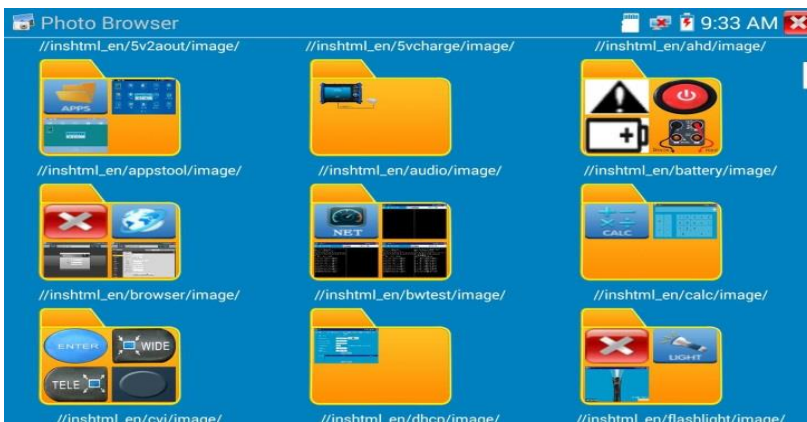 Photo Browser 9:33 AM
//inshtml_en/5v2aout/image/ //inshtml_en/5vcharge/image/ //inshtml_en/ahd/image/
APPS
//inshtml_en/appstool/image/ //inshtml_en/audio/image/ //inshtml_en/battery/image/
NET CALC
//inshtml_en/browser/image/ //inshtml_en/bwtest/image/ //inshtml_en/calc/image/
ENTER WIDE LIGHT
TELE
//inshtml_en/cvi/image/ //inshtml_en/dhcp/image/ //inshtml_en/flashlight/image/